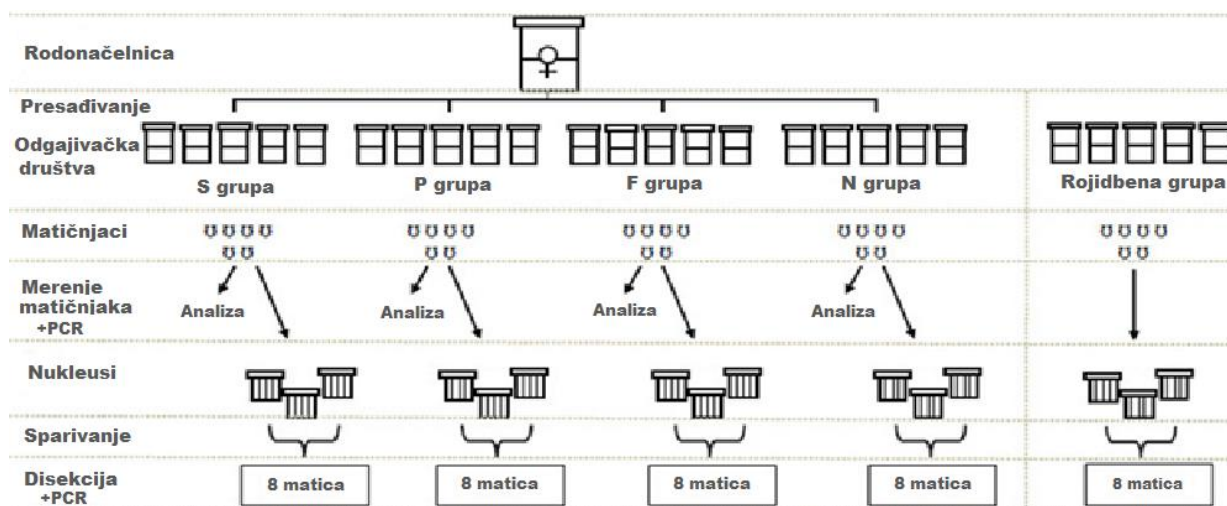 Rodonačelnica
Presađivanje
Odgajivačka
društva
S grupa
P grupa
F grupa
N grupa
Rojidbena grupa
Matičnjaci
Merenje
matičnjaka
+PCR
Analiza
Analiza
Analiza
Analiza
Nukleusi
Sparivanje
Disekcija
+PCR
8 matica
8 matica
8 matica
8 matica
8 matica